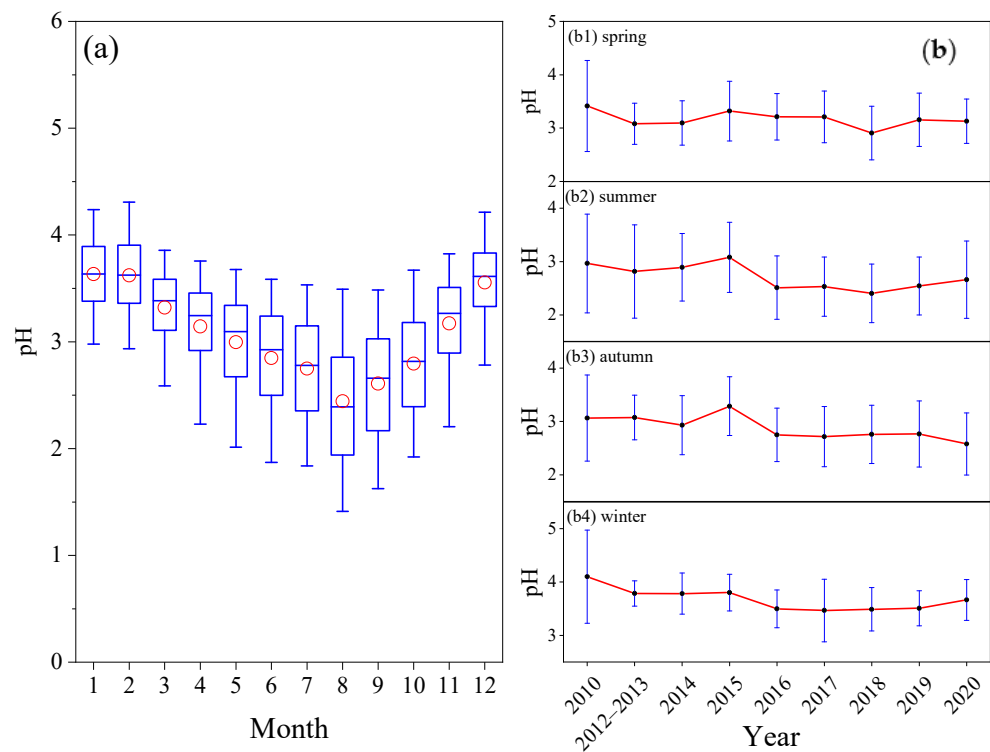 (a)
pH
6
5
4
3
2
1
0
1 2 3 4 5 6 7 8 9 10 11 12
Month
(b1) spring
(b)
pH
5
4
3
2
(b2) summer
pH
4
3
2
(b3) autumn
pH
4
3
2
(b4) winter
pH
5
4
3
2010 2012–2013 2014 2015 2016 2017 2018 2019 2020
Year